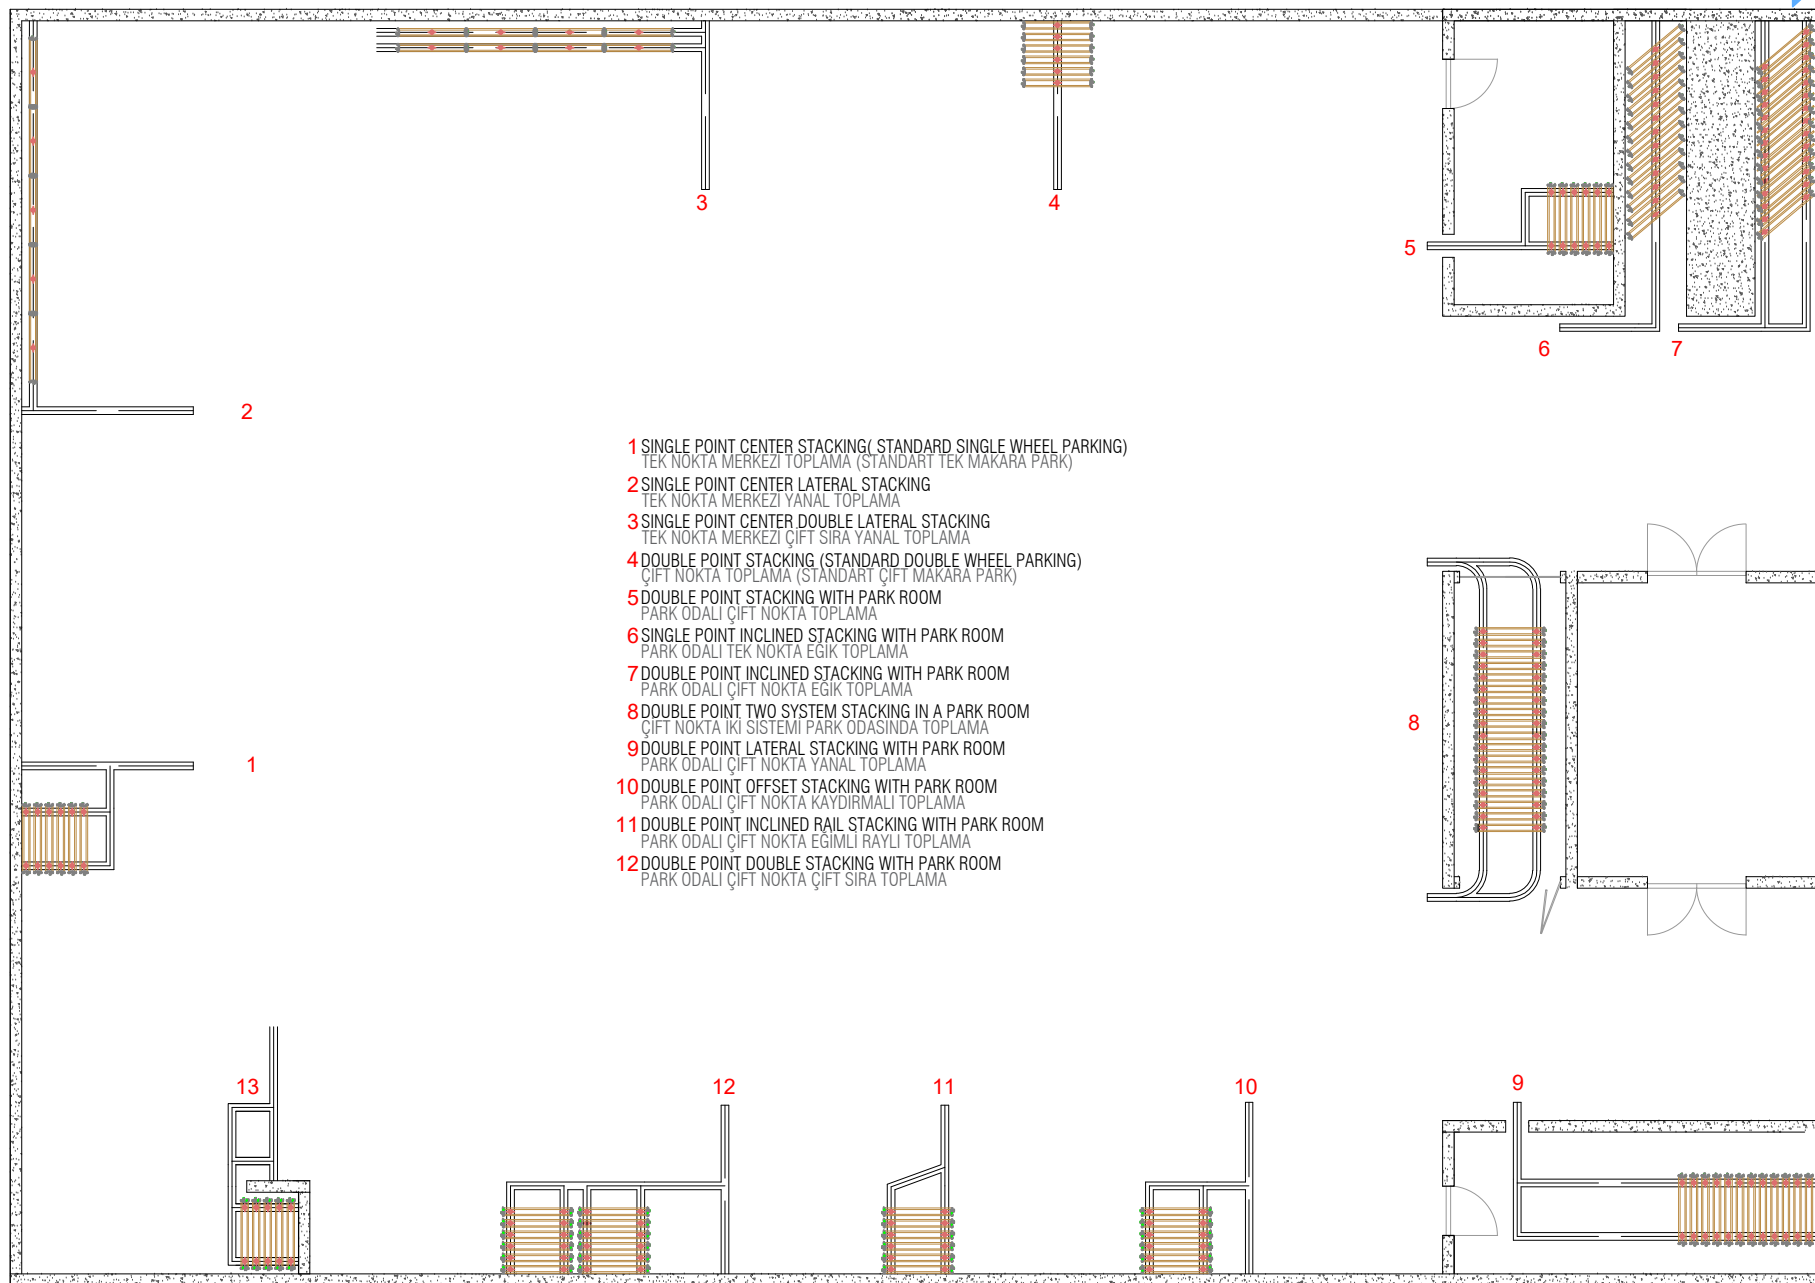 3
4
5
6
7
2
1 SINGLE POINT CENTER STACKING( STANDARD SINGLE WHEEL PARKING)
TEK NOKTA MERKEZİ TOPLAMA (STANDART TEK MAKARA PARK)
2 SINGLE POINT CENTER LATERAL STACKING
TEK NOKTA MERKEZİ YANAL TOPLAMA
3 SINGLE POINT CENTER DOUBLE LATERAL STACKING
TEK NOKTA MERKEZİ ÇİFT SIRA YANAL TOPLAMA
4 DOUBLE POINT STACKING (STANDARD DOUBLE WHEEL PARKING)
ÇİFT NOKTA TOPLAMA (STANDART ÇİFT MAKARA PARK)
5 DOUBLE POINT STACKING WITH PARK ROOM
PARK ODALI ÇİFT NOKTA TOPLAMA
6 SINGLE POINT INCLINED STACKING WITH PARK ROOM
PARK ODALI TEK NOKTA EĞİK TOPLAMA
7 DOUBLE POINT INCLINED STACKING WITH PARK ROOM
PARK ODALI ÇİFT NOKTA EĞİK TOPLAMA
8 DOUBLE POINT TWO SYSTEM STACKING IN A PARK ROOM
ÇİFT NOKTA İKİ SİSTEMİ PARK ODASINDA TOPLAMA
9 DOUBLE POINT LATERAL STACKING WITH PARK ROOM
PARK ODALI ÇİFT NOKTA YANAL TOPLAMA
10 DOUBLE POINT OFFSET STACKING WITH PARK ROOM
PARK ODALI ÇİFT NOKTA KAYDIRMALI TOPLAMA
11 DOUBLE POINT INCLINED RAIL STACKING WITH PARK ROOM
PARK ODALI ÇİFT NOKTA EĞİMLİ RAYLI TOPLAMA
12 DOUBLE POINT DOUBLE STACKING WITH PARK ROOM
PARK ODALI ÇİFT NOKTA ÇİFT SIRA TOPLAMA
8
1
13
12
11
10
9